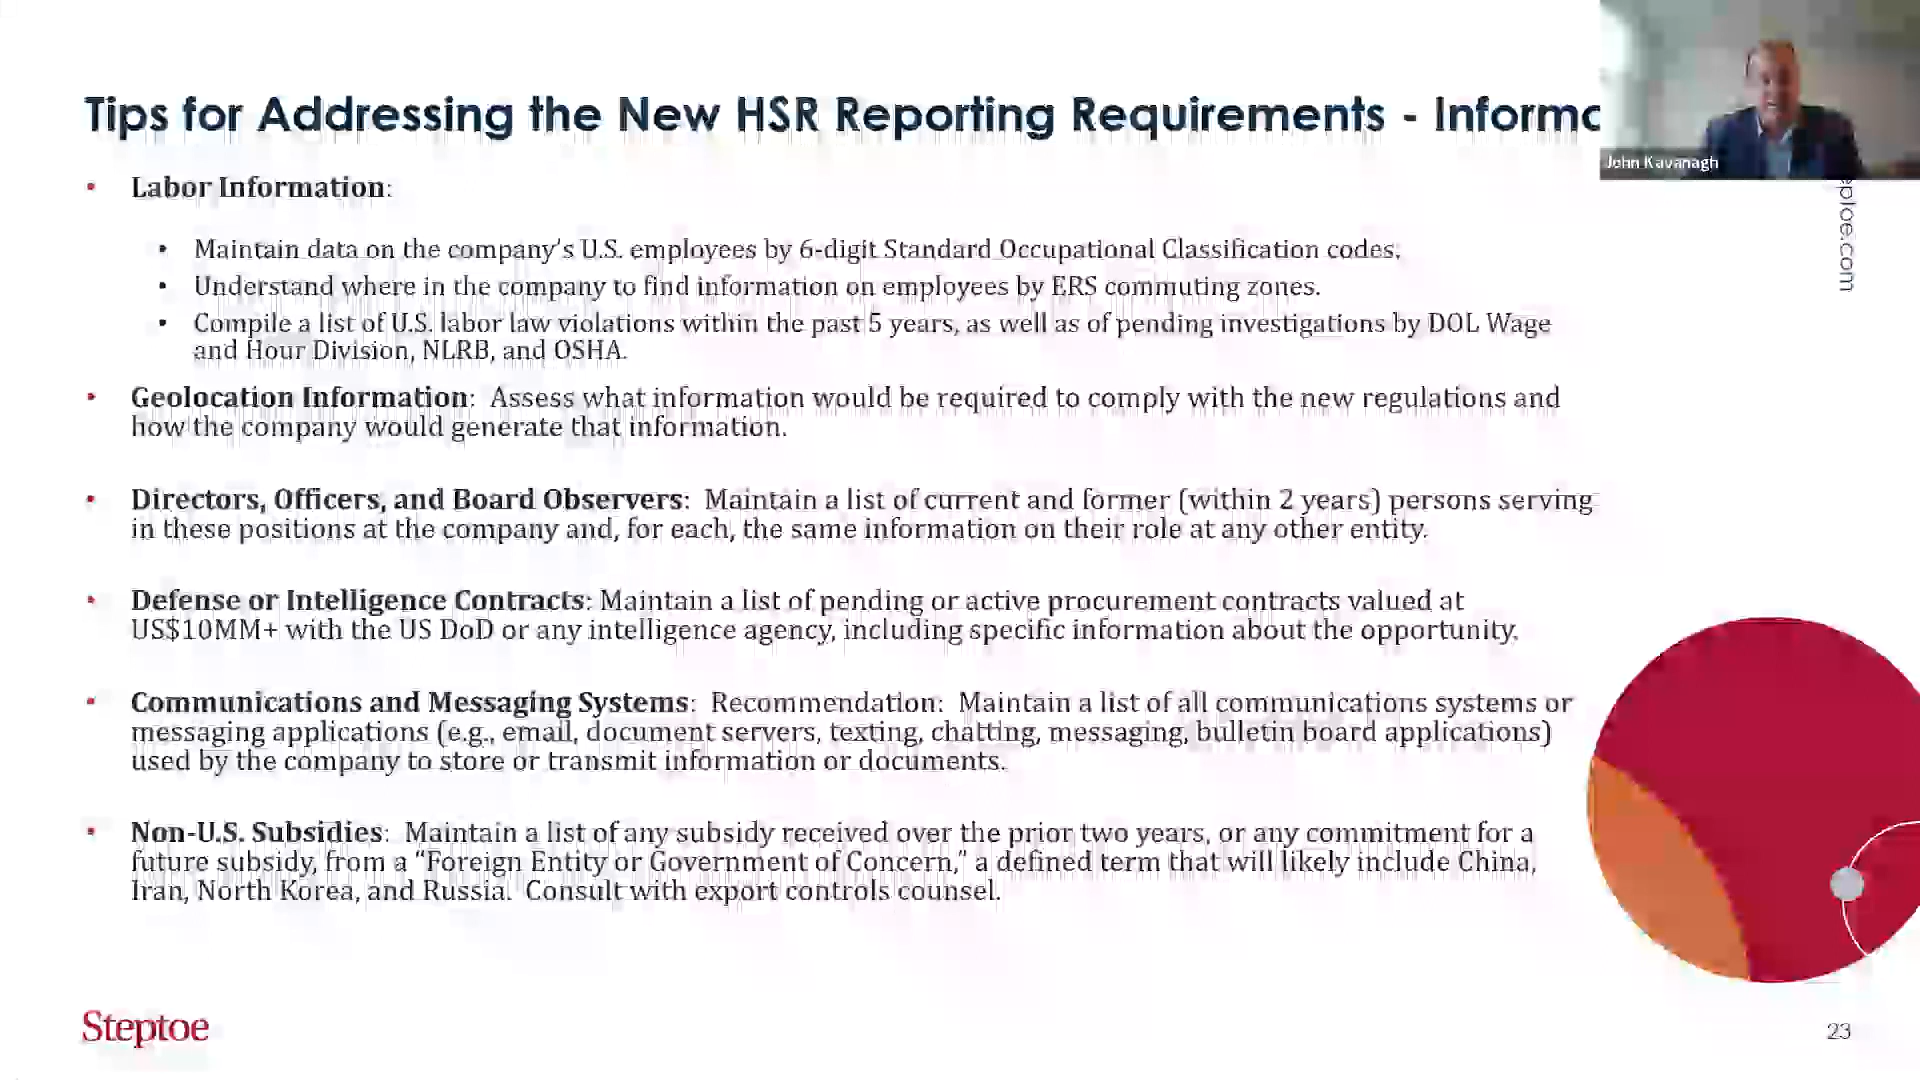 Tips for Addressing the New HSR Reporting Requirements - Informa
John Kavanagh
eptoe.com
• Labor Information:
• Maintain data on the company's U.S. employees by 6-digit Standard Occupational Classification codes.
• Understand where in the company to find information on employees by ERS commuting zones.
• Compile a list of U.S. labor law violations within the past 5 years, as well as of pending investigations by DOL Wage
and Hour Division, NLRB, and OSHA.
• Geolocation Information: Assess what information would be required to comply with the new regulations and
how the company would generate that information.
• Directors, Officers, and Board Observers: Maintain a list of current and former (within 2 years) persons serving
in these positions at the company and, for each, the same information on their role at any other entity.
• Defense or Intelligence Contracts: Maintain a list of pending or active procurement contracts valued at
US$10MM+ with the US DoD or any intelligence agency, including specific information about the opportunity.
• Communications and Messaging Systems: Recommendation: Maintain a list of all communications systems or
messaging applications (e.g., email, document servers, texting, chatting, messaging, bulletin board applications)
used by the company to store or transmit information or documents.
• Non-U.S. Subsidies: Maintain a list of any subsidy received over the prior two years, or any commitment for a
future subsidy, from a "Foreign Entity or Government of Concern," a defined term that will likely include China,
Iran, North Korea, and Russia. Consult with export controls counsel.
Steptoe
23